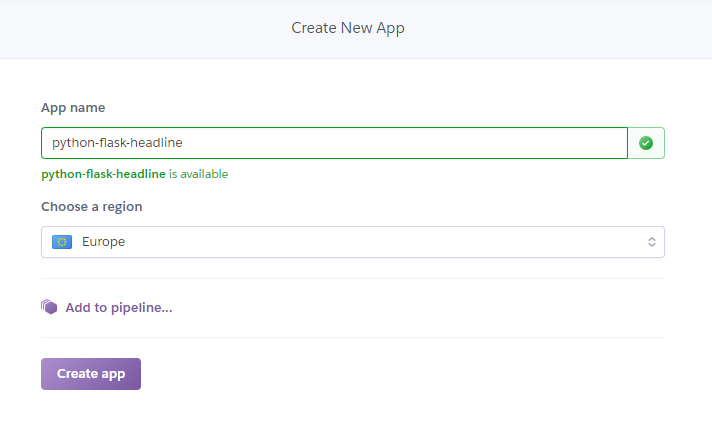 Create New App
App name
python-flask-headline
python-flask-headline is available
Choose a region
Europe
Add to pipeline...
Create app